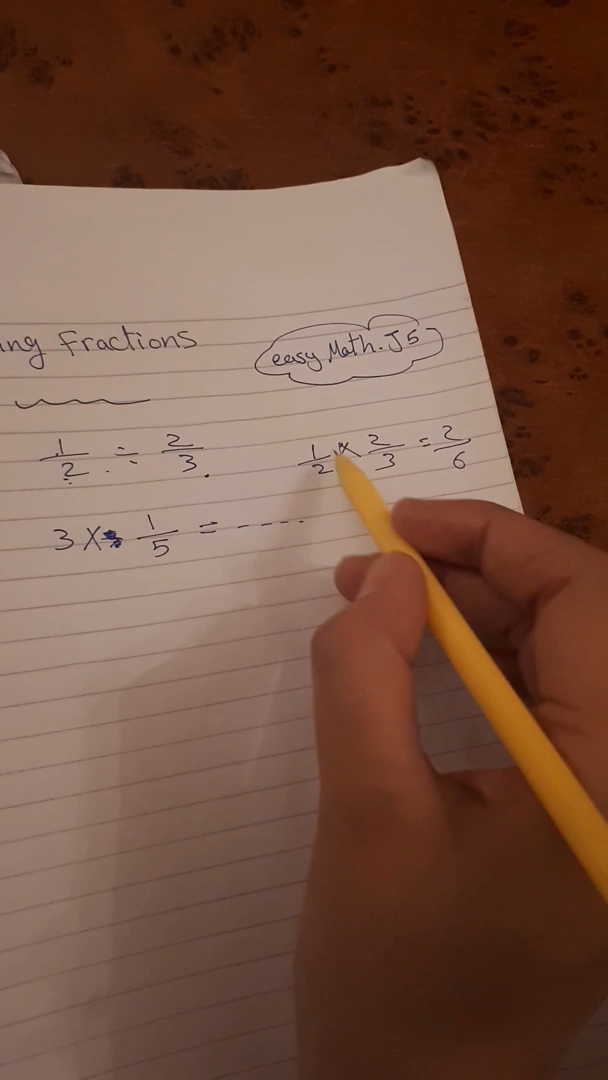 ing Fractions
easy Math.J5
1/2 ÷ 2/3.
1/2 × 2/3 = 2/6
3 × 1/5 = ----